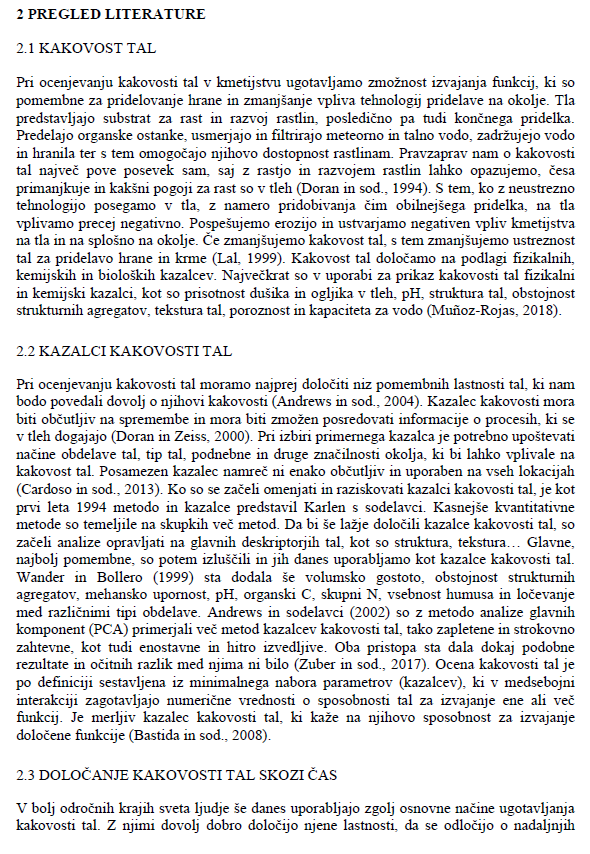 2 PREGLED LITERATURE
2.1 KAKOVOST TAL
Pri ocenjevanju kakovosti tal v kmetijstvu ugotavljamo zmožnost izvajanja funkcij, ki so
pomembne za pridelovanje hrane in zmanjšanje vpliva tehnologij pridelave na okolje. Tla
predstavljajo substrat za rast in razvoj rastlin, posledično pa tudi končnega pridelka.
Predelajo organske ostanke, usmerjajo in filtrirajo meteorno in talno vodo, zadržujejo vodo
in hranila ter s tem omogočajo njihovo dostopnost rastlinam. Pravzaprav nam o kakovosti
tal največ pove posevek sam, saj z rastjo in razvojem rastlin lahko opazujemo, česa
primanjkuje in kakšni pogoji za rast so v tleh (Doran in sod., 1994). S tem, ko z neustrezno
tehnologijo posegamo v tla, z namero pridobivanja čim obilnejšega pridelka, na tla
vplivamo precej negativno. Pospešujemo erozijo in ustvarjamo negativen vpliv kmetijstva
na tla in na splošno na okolje. Če zmanjšujemo kakovost tal, s tem zmanjšujemo ustreznost
tal za pridelavo hrane in krme (Lal, 1999). Kakovost tal določamo na podlagi fizikalnih,
kemijskih in bioloških kazalcev. Največkrat so v uporabi za prikaz kakovosti tal fizikalni
in kemijski kazalci, kot so prisotnost dušika in ogljika v tleh, pH, struktura tal, obstojnost
strukturnih agregatov, tekstura tal, poroznost in kapaciteta za vodo (Muñoz-Rojas, 2018).
2.2 KAZALCI KAKOVOSTI TAL
Pri ocenjevanju kakovosti tal moramo najprej določiti niz pomembnih lastnosti tal, ki nam
bodo povedali dovolj o njihovi kakovosti (Andrews in sod., 2004). Kazalec kakovosti mora
biti občutljiv na spremembe in mora biti zmožen posredovati informacije o procesih, ki se
v tleh dogajajo (Doran in Zeiss, 2000). Pri izbiri primernega kazalca je potrebno upoštevati
načine obdelave tal, tip tal, podnebne in druge značilnosti okolja, ki bi lahko vplivale na
kakovost tal. Posamezen kazalec namreč ni enako občutljiv in uporaben na vseh lokacijah
(Cardoso in sod., 2013). Ko so se začeli omenjati in raziskovati kazalci kakovosti tal, je kot
prvi leta 1994 metodo in kazalce predstavil Karlen s sodelavci. Kasnejše kvantitativne
metode so temeljile na skupkih več metod. Da bi še lažje določili kazalce kakovosti tal, so
začeli analize opravljati na glavnih deskriptorjih tal, kot so struktura, tekstura… Glavne,
najbolj pomembne, so potem izluščili in jih danes uporabljamo kot kazalce kakovosti tal.
Wander in Bollero (1999) sta dodala še volumsko gostoto, obstojnost strukturnih
agregatov, mehansko upornost, pH, organski C, skupni N, vsebnost humusa in ločevanje
med različnimi tipi obdelave. Andrews in sodelavci (2002) so z metodo analize glavnih
komponent (PCA) primerjali več metod kazalcev kakovosti tal, tako zapletene in strokovno
zahtevne, kot tudi enostavne in hitro izvedljive. Oba pristopa sta dala dokaj podobne
rezultate in očitnih razlik med njima ni bilo (Zuber in sod., 2017). Ocena kakovosti tal je
po definiciji sestavljena iz minimalnega nabora parametrov (kazalcev), ki v medsebojni
interakciji zagotavljajo numerične vrednosti o sposobnosti tal za izvajanje ene ali več
funkcij. Je merljiv kazalec kakovosti tal, ki kaže na njihovo sposobnost za izvajanje
določene funkcije (Bastida in sod., 2008).
2.3 DOLOČANJE KAKOVOSTI TAL SKOZI ČAS
V bolj odročnih krajih sveta ljudje še danes uporabljajo zgolj osnovne načine ugotavljanja
kakovosti tal. Z njimi dovolj dobro določijo njene lastnosti, da se odločijo o nadaljnjih